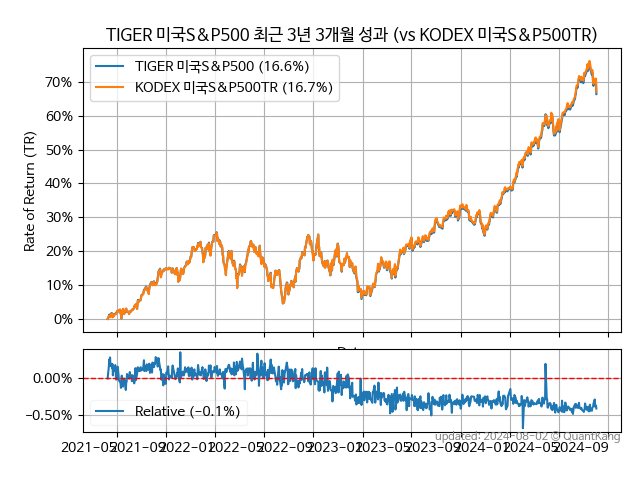 TIGER 미국S&P500 최근 3년 3개월 성과 (vs KODEX 미국S&P500TR)
TIGER 미국S&P500 (16.6%)
KODEX 미국S&P500TR (16.7%)
Rate of Return (TR)
70%
60%
50%
40%
30%
20%
10%
0%
0.00%
−0.50%
Relative (−0.1%)
updated: 2024-08-02 © QuantKang
2021-05 2021-09 2022-01 2022-05 2022-09 2023-01 2023-05 2023-09 2024-01 2024-05 2024-09